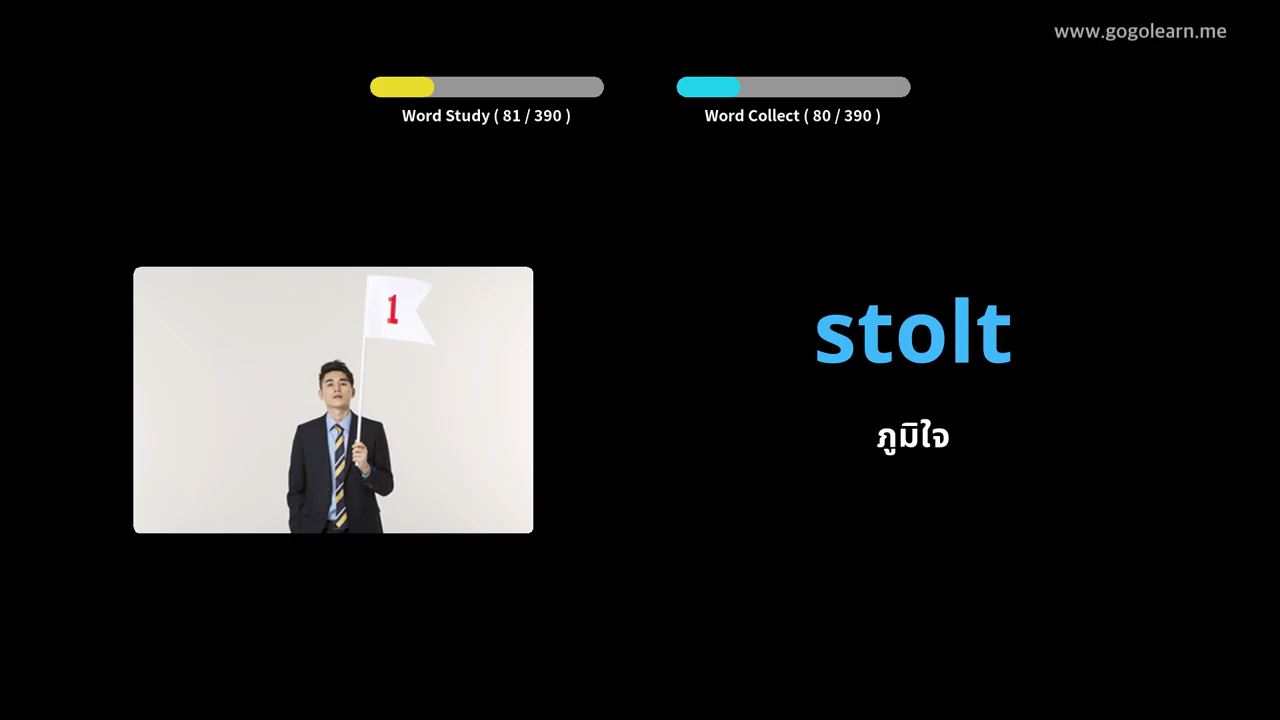 www.gogolearn.me
Word Study ( 81 / 390 )
Word Collect ( 80 / 390 )
1
stolt
ภูมิใจ